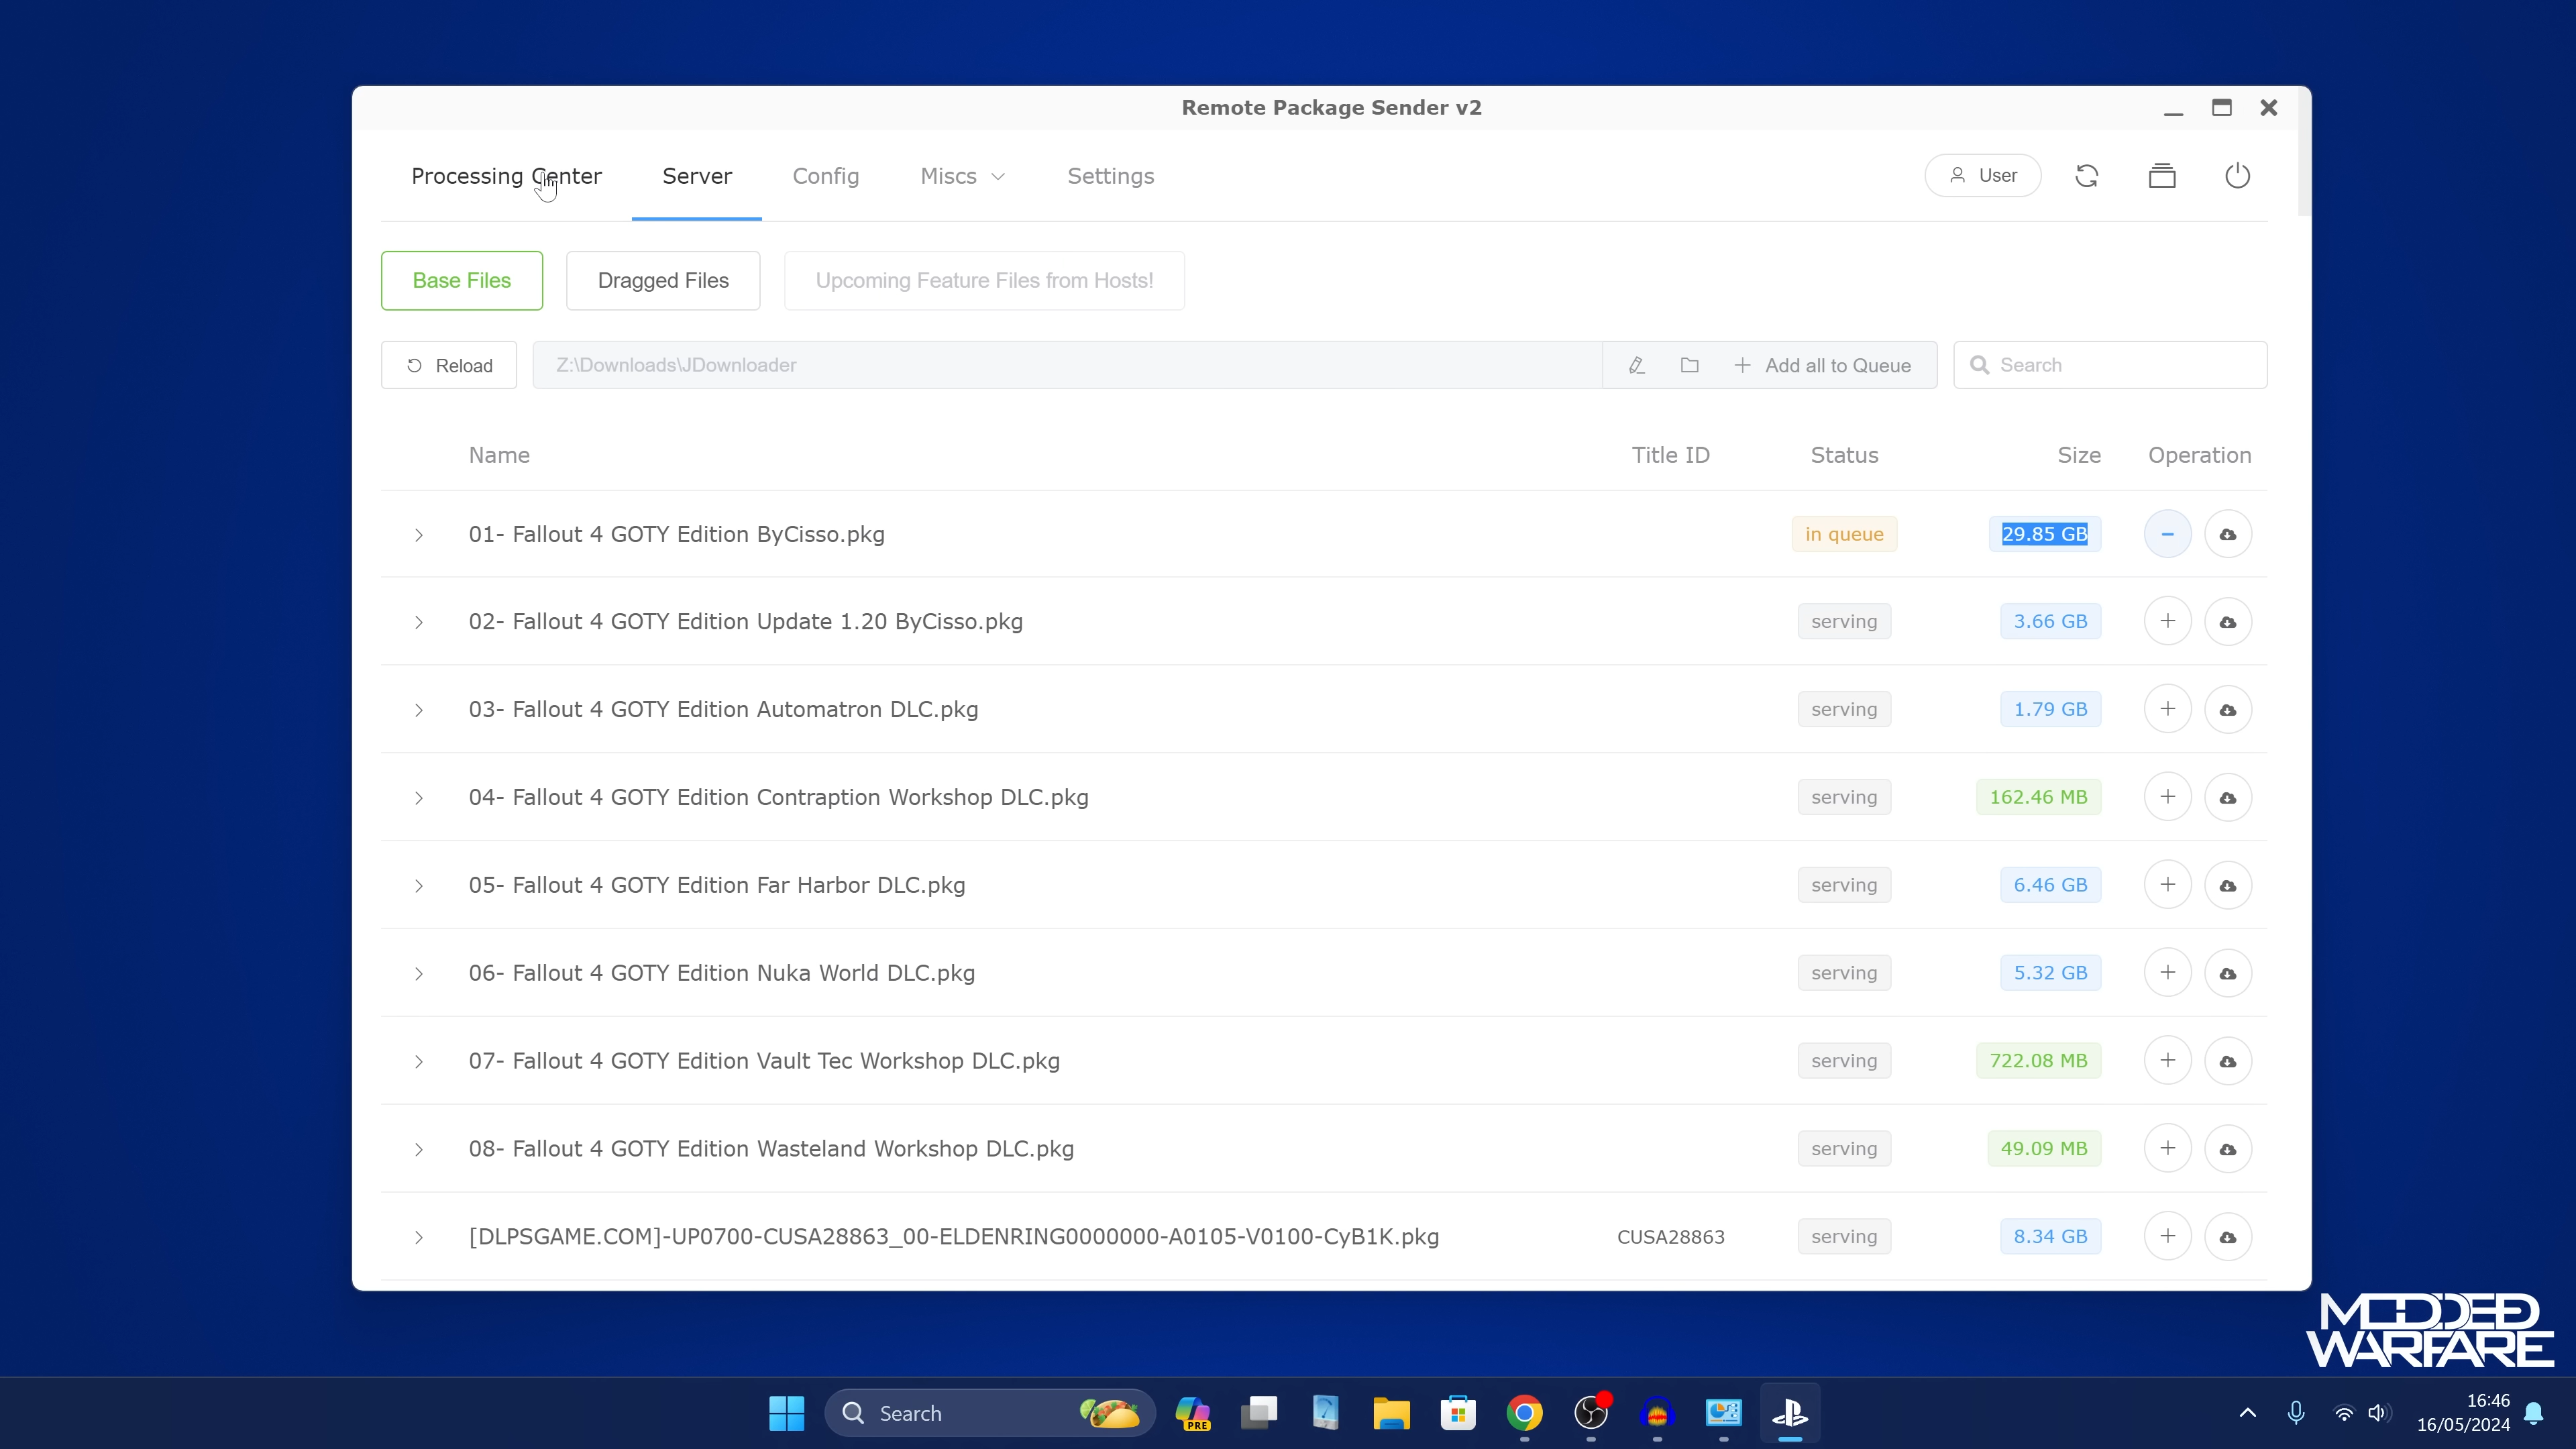 Remote Package Sender v2
Processing Center Server Config Miscs Settings User
Base Files Dragged Files Upcoming Feature Files from Hosts!
Reload Z:\Downloads\JDownloader Add all to Queue Search
Name Title ID Status Size Operation
01- Fallout 4 GOTY Edition ByCisso.pkg in queue 29.85 GB
02- Fallout 4 GOTY Edition Update 1.20 ByCisso.pkg serving 3.66 GB
03- Fallout 4 GOTY Edition Automatron DLC.pkg serving 1.79 GB
04- Fallout 4 GOTY Edition Contraption Workshop DLC.pkg serving 162.46 MB
05- Fallout 4 GOTY Edition Far Harbor DLC.pkg serving 6.46 GB
06- Fallout 4 GOTY Edition Nuka World DLC.pkg serving 5.32 GB
07- Fallout 4 GOTY Edition Vault Tec Workshop DLC.pkg serving 722.08 MB
08- Fallout 4 GOTY Edition Wasteland Workshop DLC.pkg serving 49.09 MB
[DLPSGAME.COM]-UP0700-CUSA28863_00-ELDENRING0000000-A0105-V0100-CyB1K.pkg CUSA28863 serving 8.34 GB
MODDED
WARFARE
Search PRE 16:46
16/05/2024